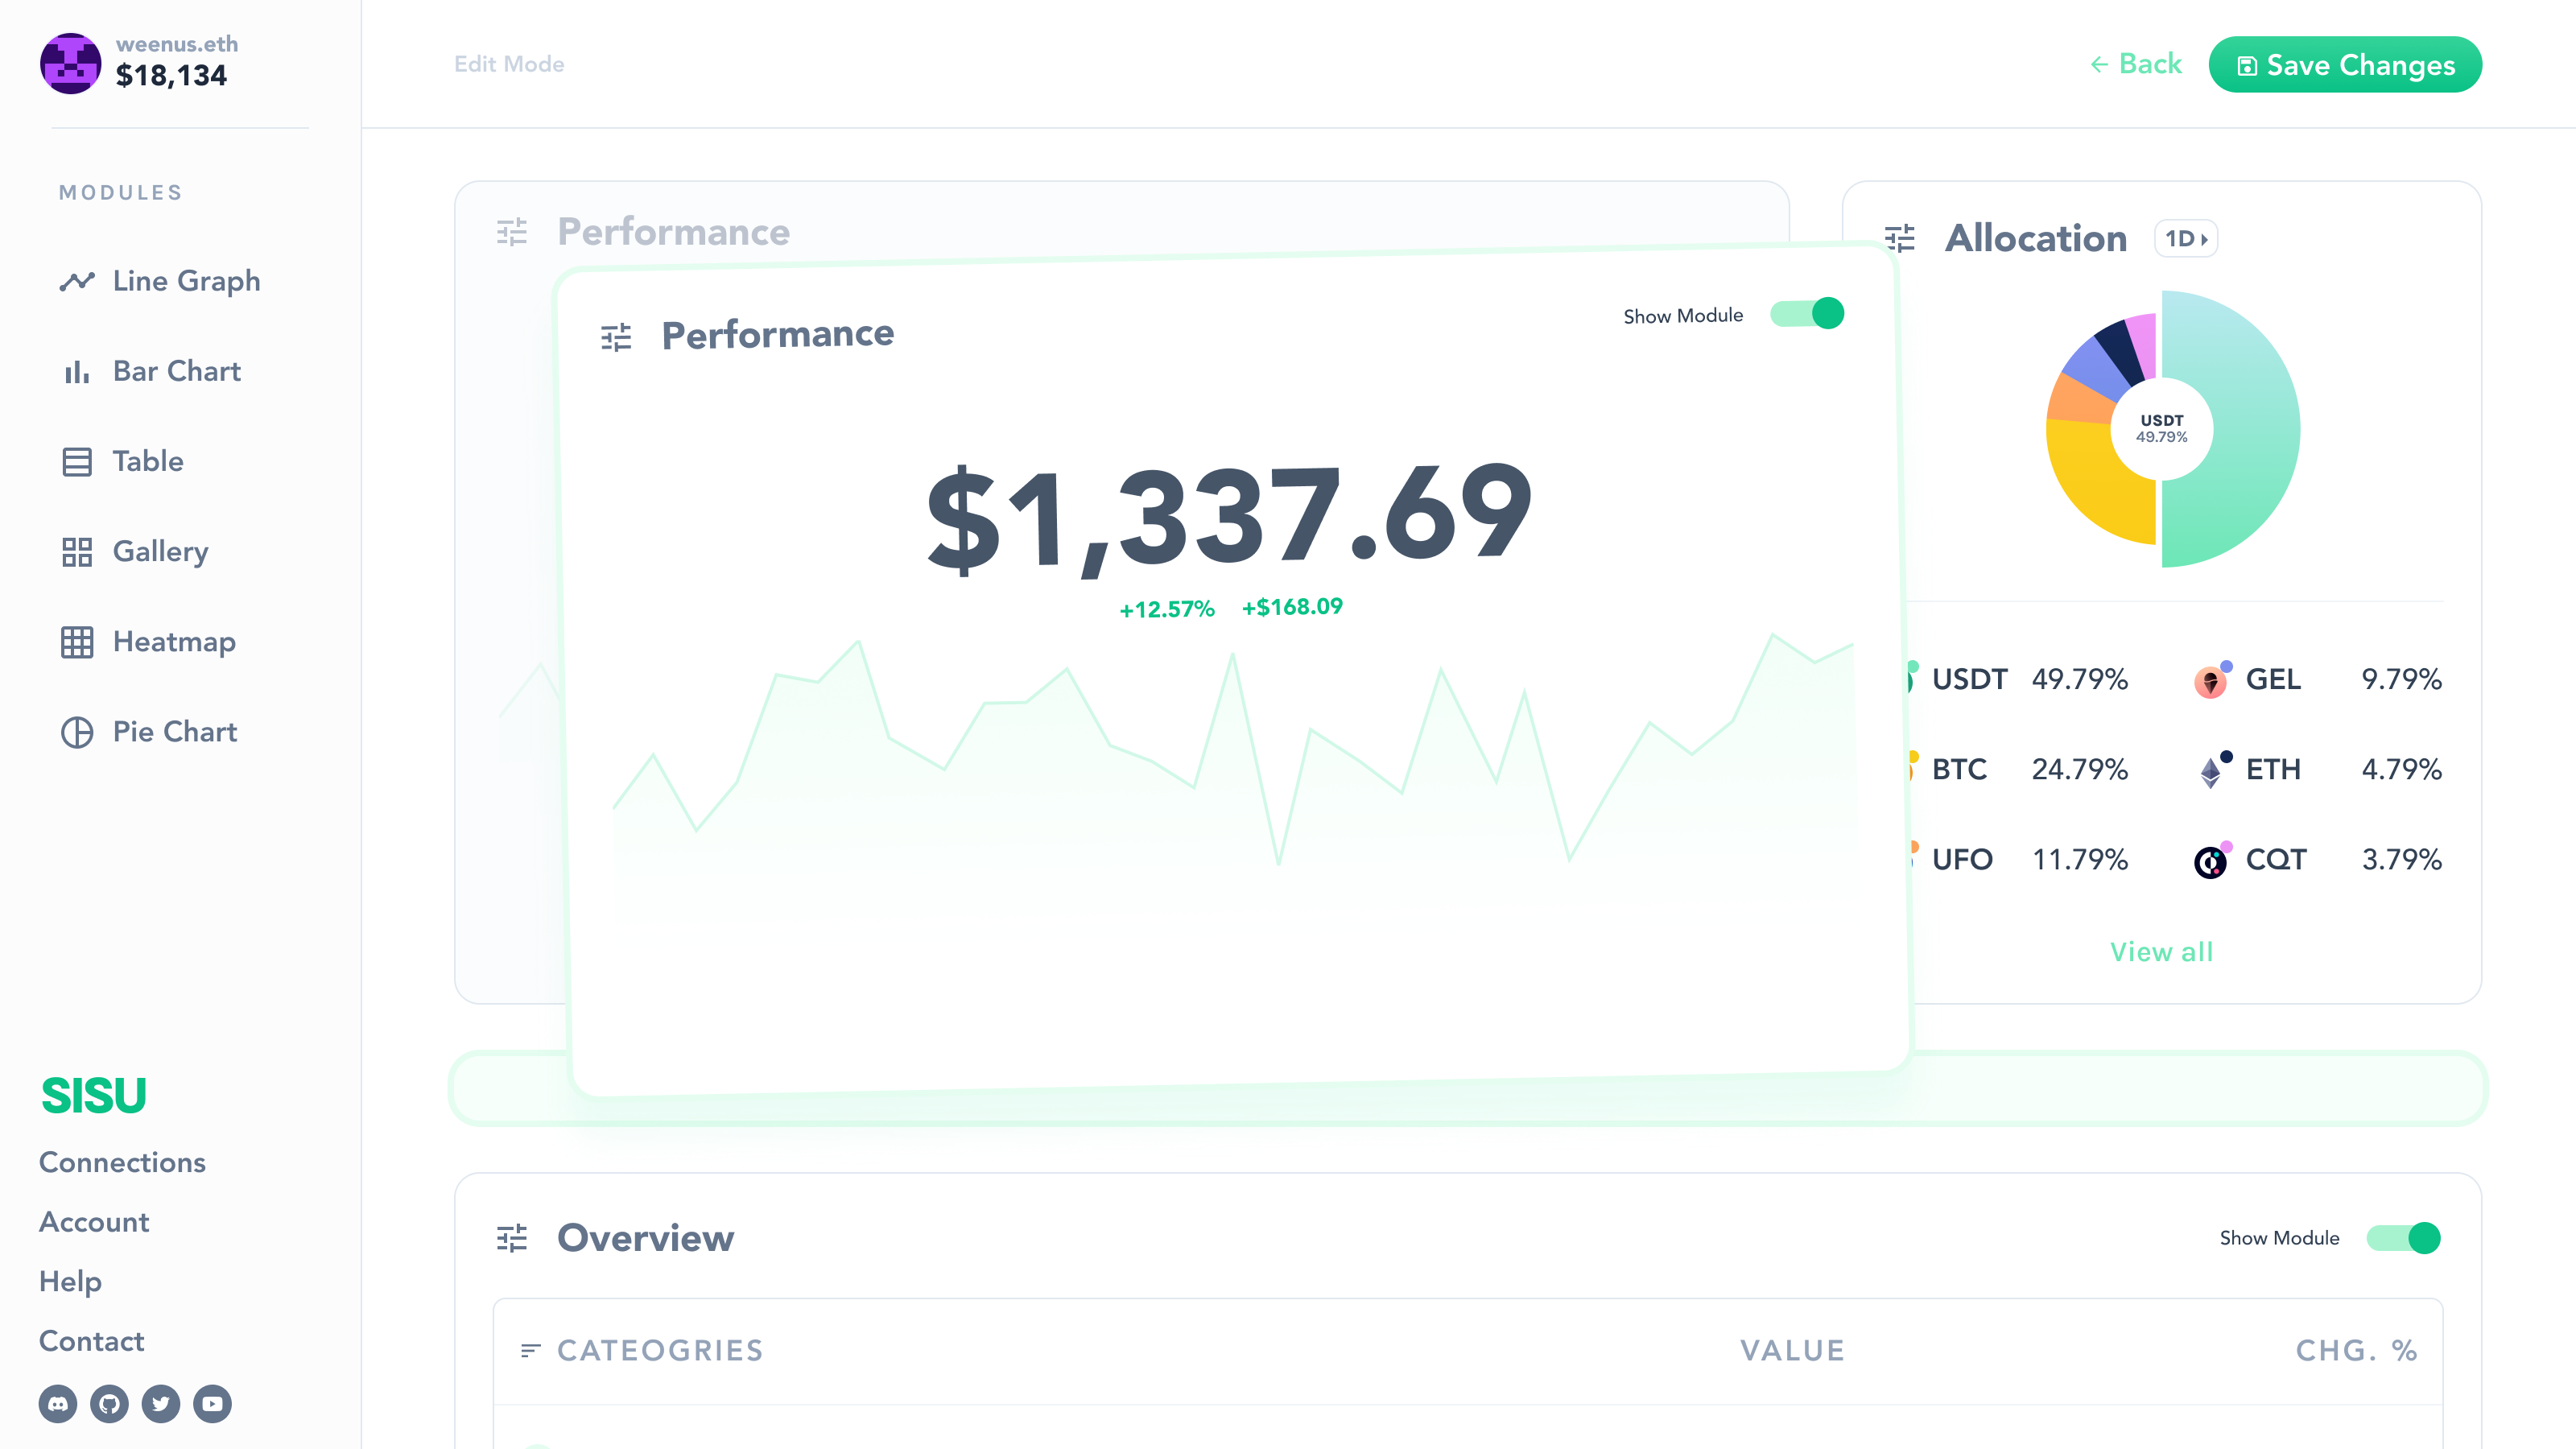 weenus.eth
$18,134
MODULES
Line Graph
Bar Chart
Table
Gallery
Heatmap
Pie Chart
SISU
Connections
Account
Help
Contact
Edit Mode
← Back
Save Changes
Performance
Performance
Show Module
$1,337.69
+12.57% +$168.09
Allocation 1D
USDT
49.79%
USDT 49.79% GEL 9.79%
BTC 24.79% ETH 4.79%
UFO 11.79% CQT 3.79%
View all
Overview
Show Module
CATEOGRIES VALUE CHG. %